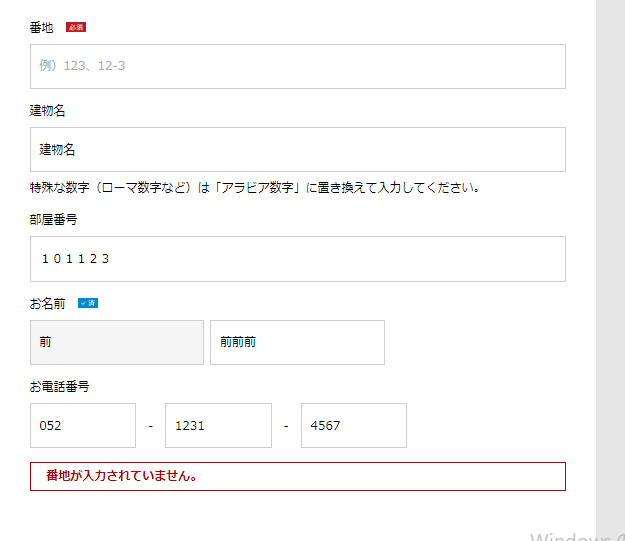 番地 必須
例）123、12-3
建物名
建物名
特殊な数字（ローマ数字など）は「アラビア数字」に置き換えて入力してください。
部屋番号
１０１１２３
お名前 ✓ 済
前 前前前
お電話番号
052 - 1231 - 4567
番地が入力されていません。
Windows の